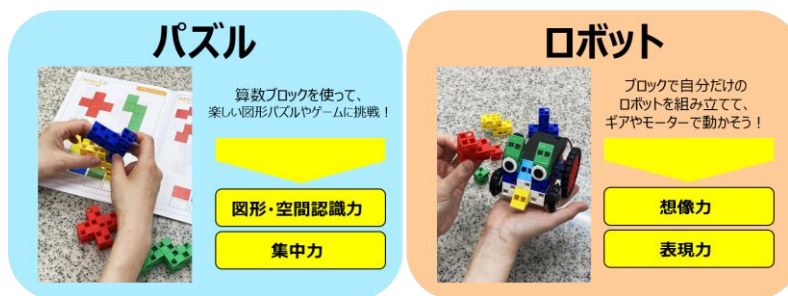 パズル
算数ブロックを使って、
楽しい図形パズルやゲームに挑戦！
図形・空間認識力
集中力
ロボット
ブロックで自分だけの
ロボットを組み立てて、
ギアやモーターで動かそう！
想像力
表現力